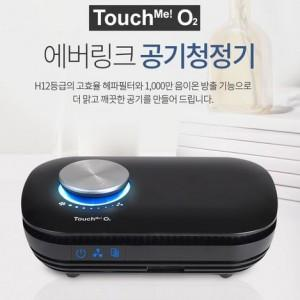 TouchMe! O2
에버링크 공기청정기
H12등급의 고효율 헤파필터와 1,000만 음이온 방출 기능으로
더 맑고 깨끗한 공기를 만들어 드립니다.
TouchMe! O2